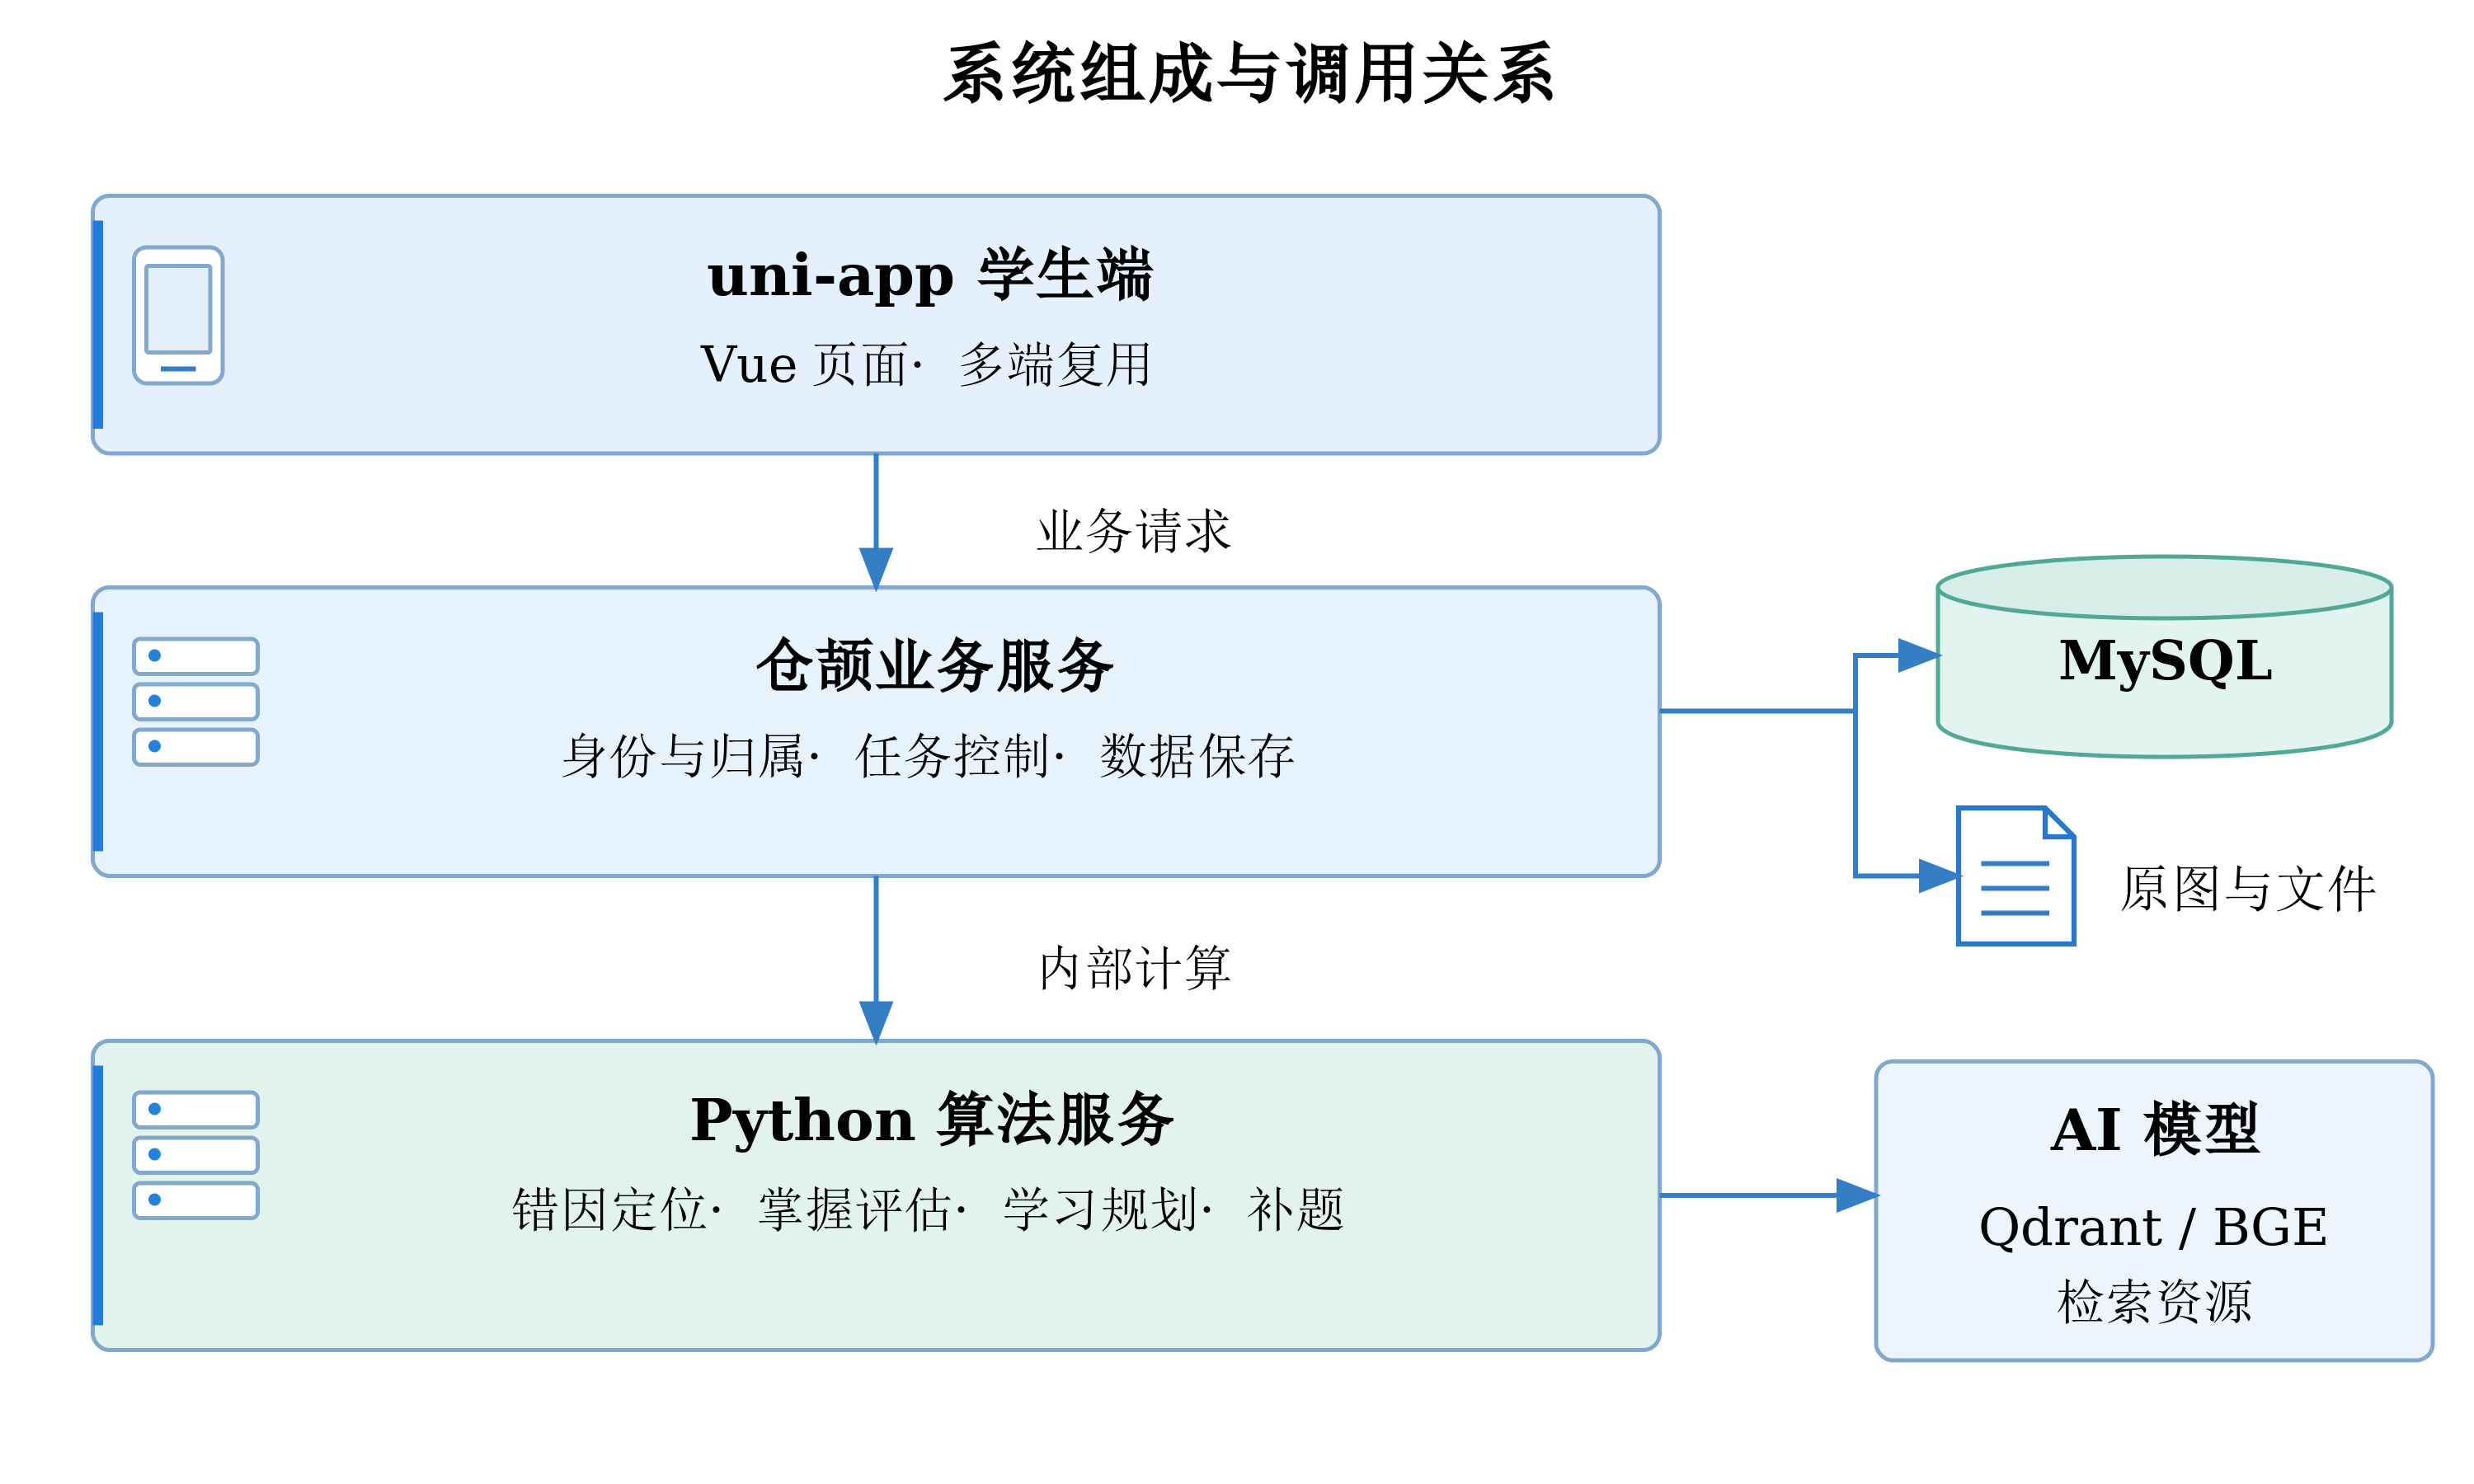 系统组成与调用关系
uni-app 学生端
Vue 页面· 多端复用
业务请求
仓颉业务服务
身份与归属· 任务控制· 数据保存
MySQL
原图与文件
内部计算
Python 算法服务
错因定位· 掌握评估· 学习规划· 补题
AI 模型
Qdrant / BGE
检索资源